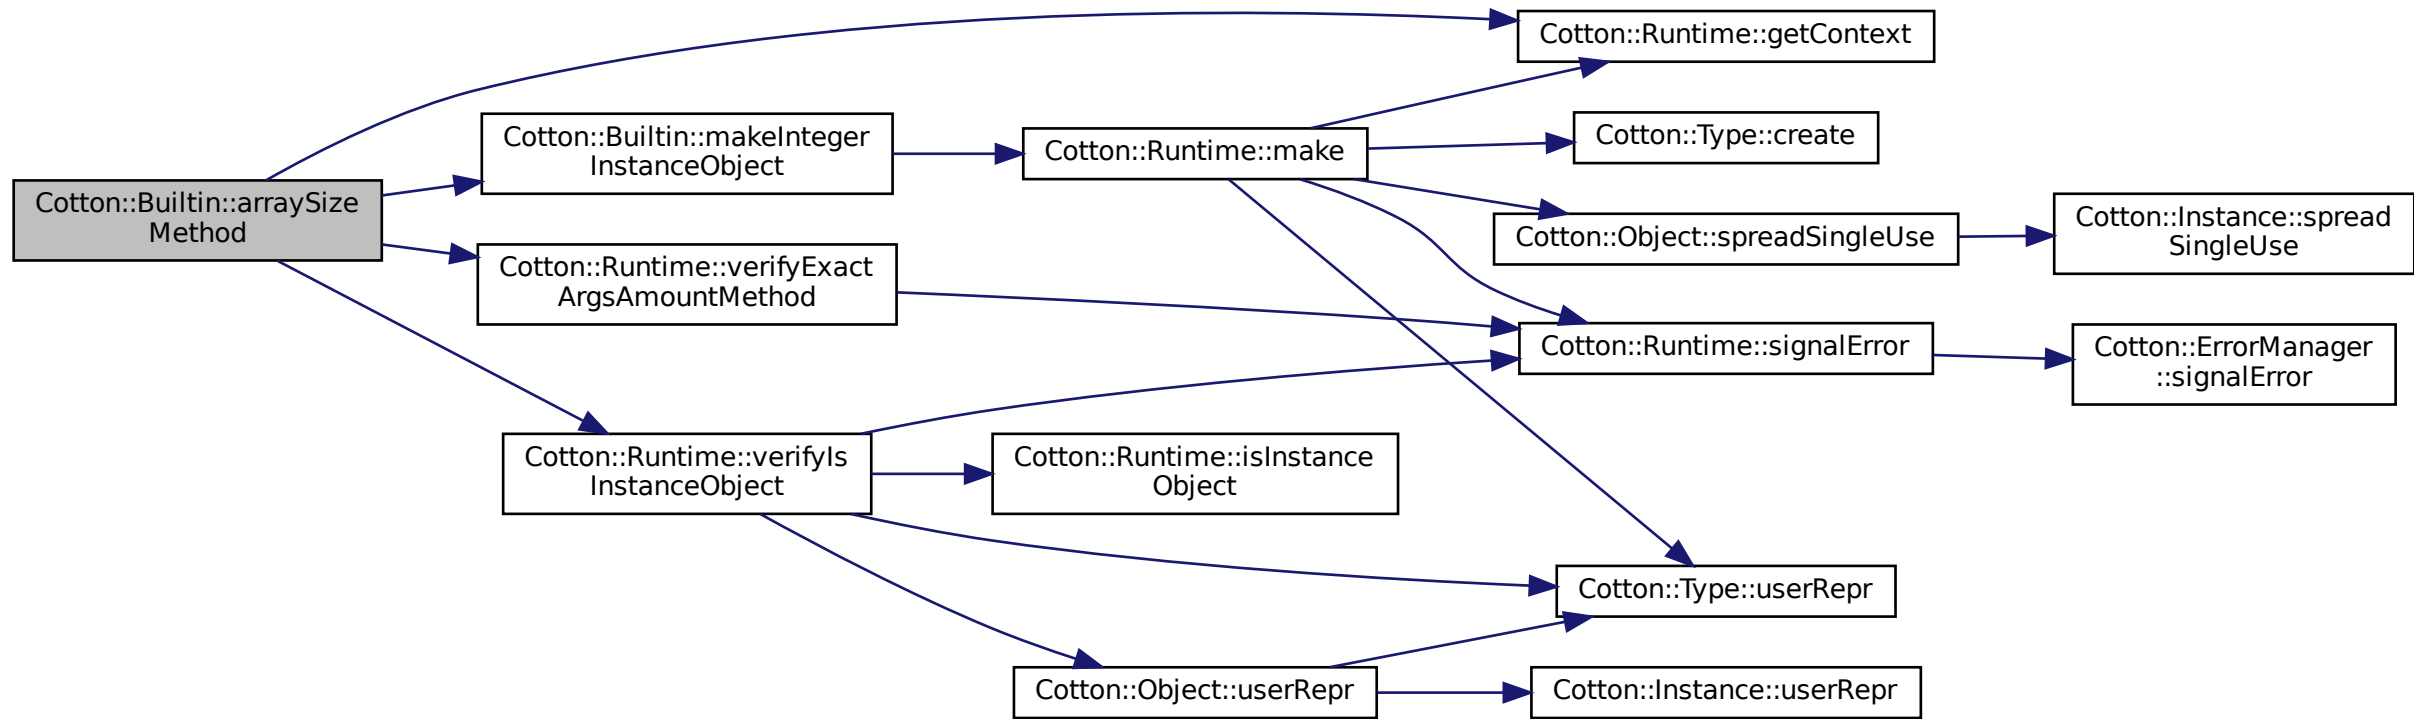 Cotton::Builtin::arraySize
Method
Cotton::Runtime::getContext
Cotton::Builtin::makeInteger
InstanceObject
Cotton::Runtime::make
Cotton::Type::create
Cotton::Object::spreadSingleUse
Cotton::Instance::spread
SingleUse
Cotton::Runtime::verifyExact
ArgsAmountMethod
Cotton::Runtime::signalError
Cotton::ErrorManager
::signalError
Cotton::Runtime::verifyIs
InstanceObject
Cotton::Runtime::isInstance
Object
Cotton::Type::userRepr
Cotton::Object::userRepr
Cotton::Instance::userRepr